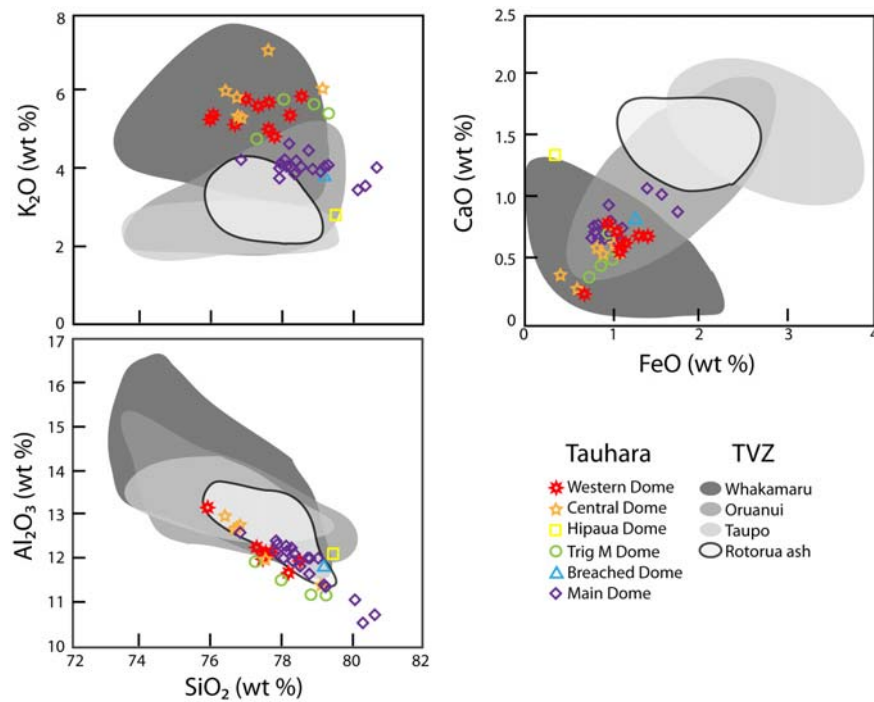 8
6
4
2
0
K₂O (wt %)
2.5
2.0
1.5
1.0
0.5
0
CaO (wt %)
0
1
2
3
4
FeO (wt %)
17
16
15
14
13
12
11
10
Al₂O₃ (wt %)
72
74
76
78
80
82
SiO₂ (wt %)
Tauhara
Western Dome
Central Dome
Hipaua Dome
Trig M Dome
Breached Dome
Main Dome
TVZ
Whakamaru
Oruanui
Taupo
Rotorua ash